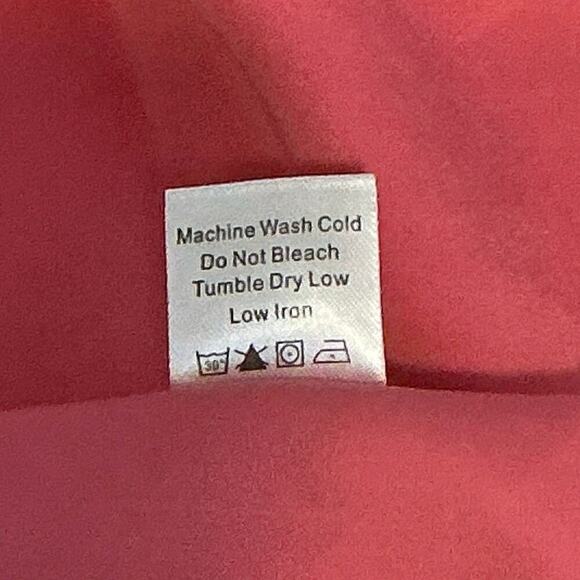 Machine Wash Cold
Do Not Bleach
Tumble Dry Low
Low Iron
30°